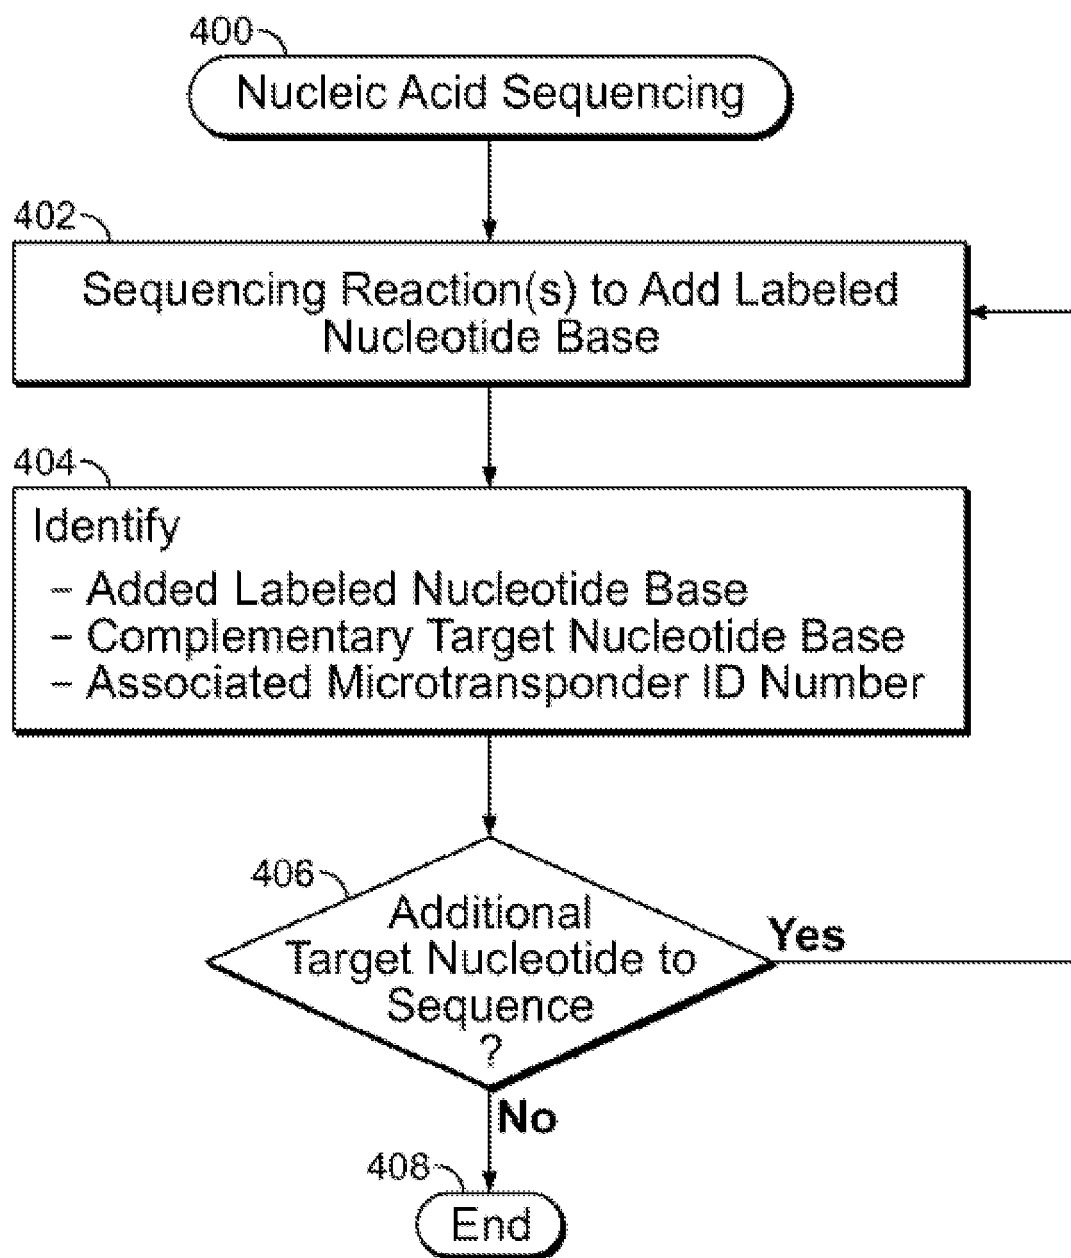 400
Nucleic Acid Sequencing
402
Sequencing Reaction(s) to Add Labeled
Nucleotide Base
404
Identify
– Added Labeled Nucleotide Base
– Complementary Target Nucleotide Base
– Associated Microtransponder ID Number
406
Additional
Target Nucleotide to
Sequence
?
Yes
No
408
End